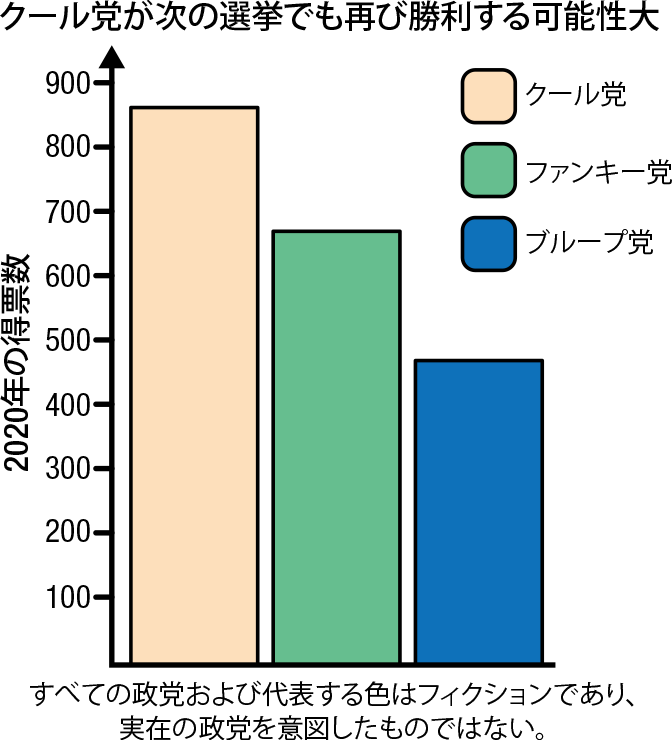 クール党が次の選挙でも再び勝利する可能性大
900
800
700
600
500
400
300
200
100
2020年の得票数
クール党
ファンキー党
ブループ党
すべての政党および代表する色はフィクションであり、
実在の政党を意図したものではない。